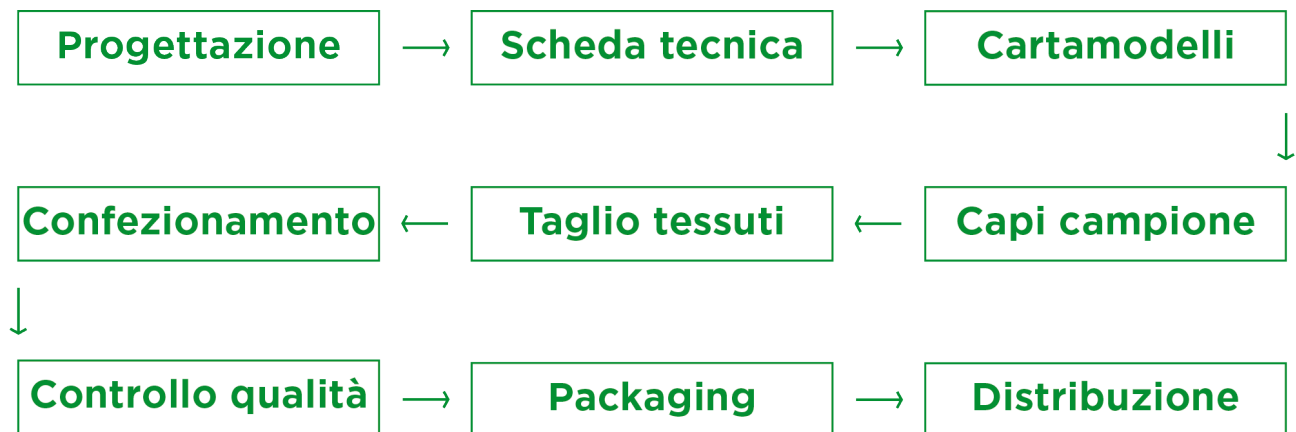 Progettazione
Scheda tecnica
Cartamodelli
Capi campione
Taglio tessuti
Confezionamento
Controllo qualità
Packaging
Distribuzione